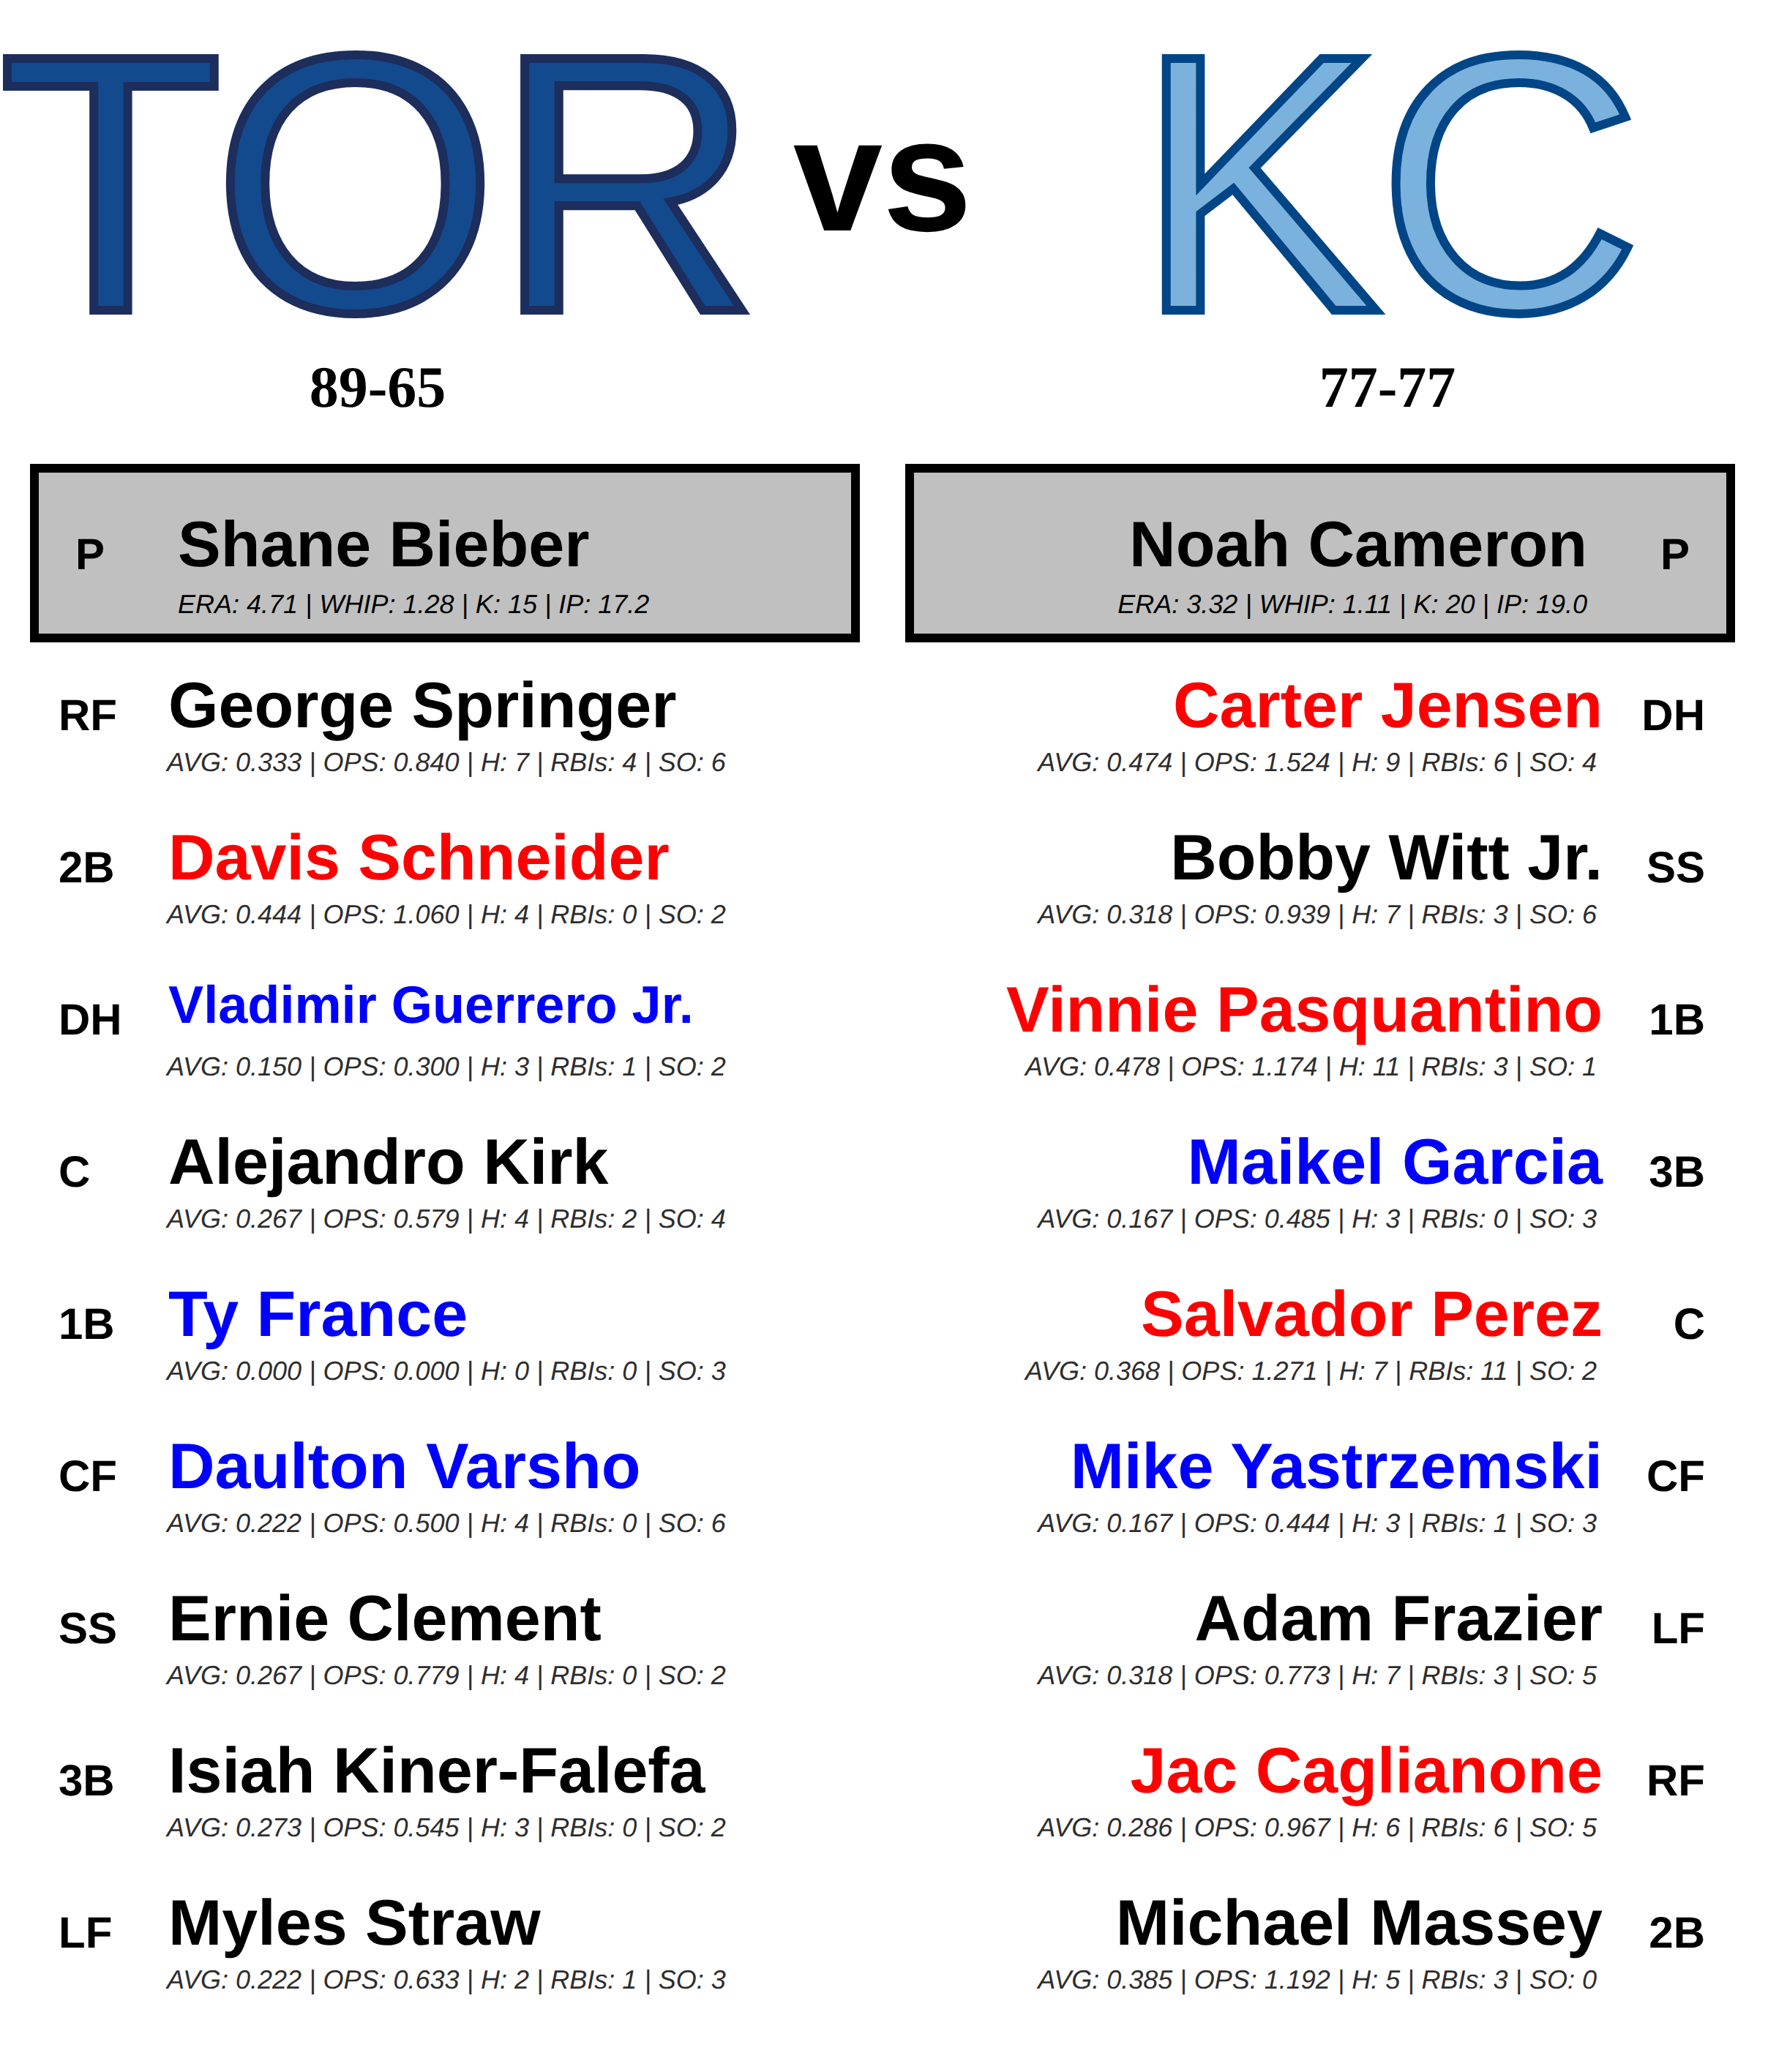 TOR vs KC
89-65 77-77
P Shane Bieber
ERA: 4.71 | WHIP: 1.28 | K: 15 | IP: 17.2
Noah Cameron P
ERA: 3.32 | WHIP: 1.11 | K: 20 | IP: 19.0
RF George Springer
AVG: 0.333 | OPS: 0.840 | H: 7 | RBIs: 4 | SO: 6
2B Davis Schneider
AVG: 0.444 | OPS: 1.060 | H: 4 | RBIs: 0 | SO: 2
DH Vladimir Guerrero Jr.
AVG: 0.150 | OPS: 0.300 | H: 3 | RBIs: 1 | SO: 2
C Alejandro Kirk
AVG: 0.267 | OPS: 0.579 | H: 4 | RBIs: 2 | SO: 4
1B Ty France
AVG: 0.000 | OPS: 0.000 | H: 0 | RBIs: 0 | SO: 3
CF Daulton Varsho
AVG: 0.222 | OPS: 0.500 | H: 4 | RBIs: 0 | SO: 6
SS Ernie Clement
AVG: 0.267 | OPS: 0.779 | H: 4 | RBIs: 0 | SO: 2
3B Isiah Kiner-Falefa
AVG: 0.273 | OPS: 0.545 | H: 3 | RBIs: 0 | SO: 2
LF Myles Straw
AVG: 0.222 | OPS: 0.633 | H: 2 | RBIs: 1 | SO: 3
Carter Jensen DH
AVG: 0.474 | OPS: 1.524 | H: 9 | RBIs: 6 | SO: 4
Bobby Witt Jr. SS
AVG: 0.318 | OPS: 0.939 | H: 7 | RBIs: 3 | SO: 6
Vinnie Pasquantino 1B
AVG: 0.478 | OPS: 1.174 | H: 11 | RBIs: 3 | SO: 1
Maikel Garcia 3B
AVG: 0.167 | OPS: 0.485 | H: 3 | RBIs: 0 | SO: 3
Salvador Perez C
AVG: 0.368 | OPS: 1.271 | H: 7 | RBIs: 11 | SO: 2
Mike Yastrzemski CF
AVG: 0.167 | OPS: 0.444 | H: 3 | RBIs: 1 | SO: 3
Adam Frazier LF
AVG: 0.318 | OPS: 0.773 | H: 7 | RBIs: 3 | SO: 5
Jac Caglianone RF
AVG: 0.286 | OPS: 0.967 | H: 6 | RBIs: 6 | SO: 5
Michael Massey 2B
AVG: 0.385 | OPS: 1.192 | H: 5 | RBIs: 3 | SO: 0